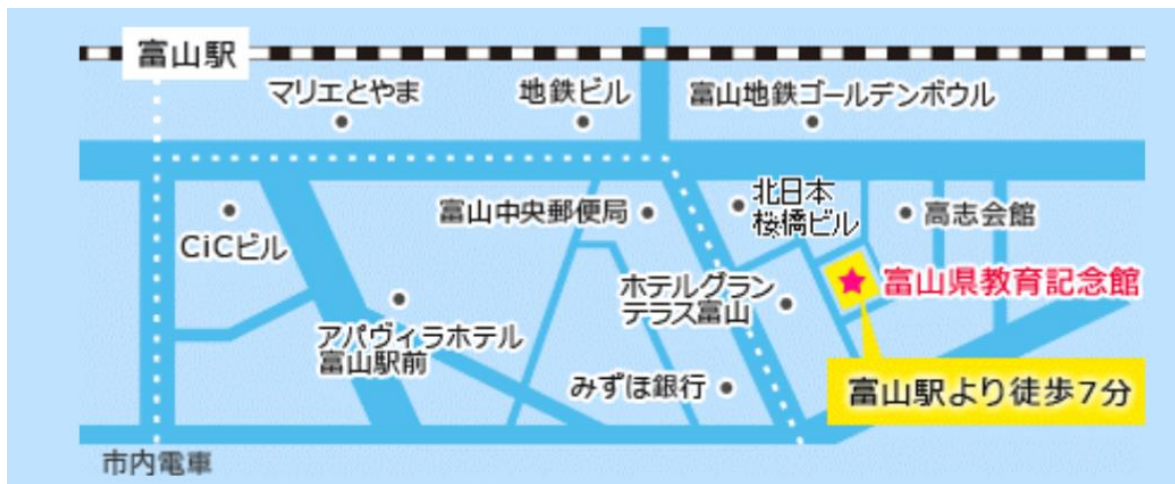 富山駅
マリエとやま
地鉄ビル
富山地鉄ゴールデンボウル
CiCビル
富山中央郵便局
北日本
桜橋ビル
高志会館
富山県教育記念館
ホテルグラン
テラス富山
アパヴィラホテル
富山駅前
みずほ銀行
富山駅より徒歩7分
市内電車